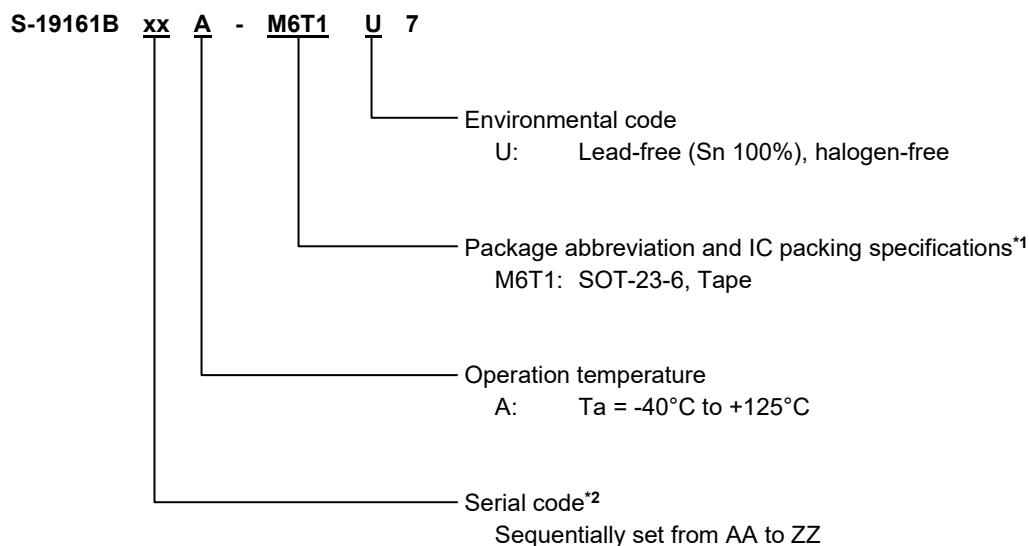 S-19161B xx A - M6T1 U 7
Environmental code
U: Lead-free (Sn 100%), halogen-free
Package abbreviation and IC packing specifications*1
M6T1: SOT-23-6, Tape
Operation temperature
A: Ta = -40°C to +125°C
Serial code*2
Sequentially set from AA to ZZ